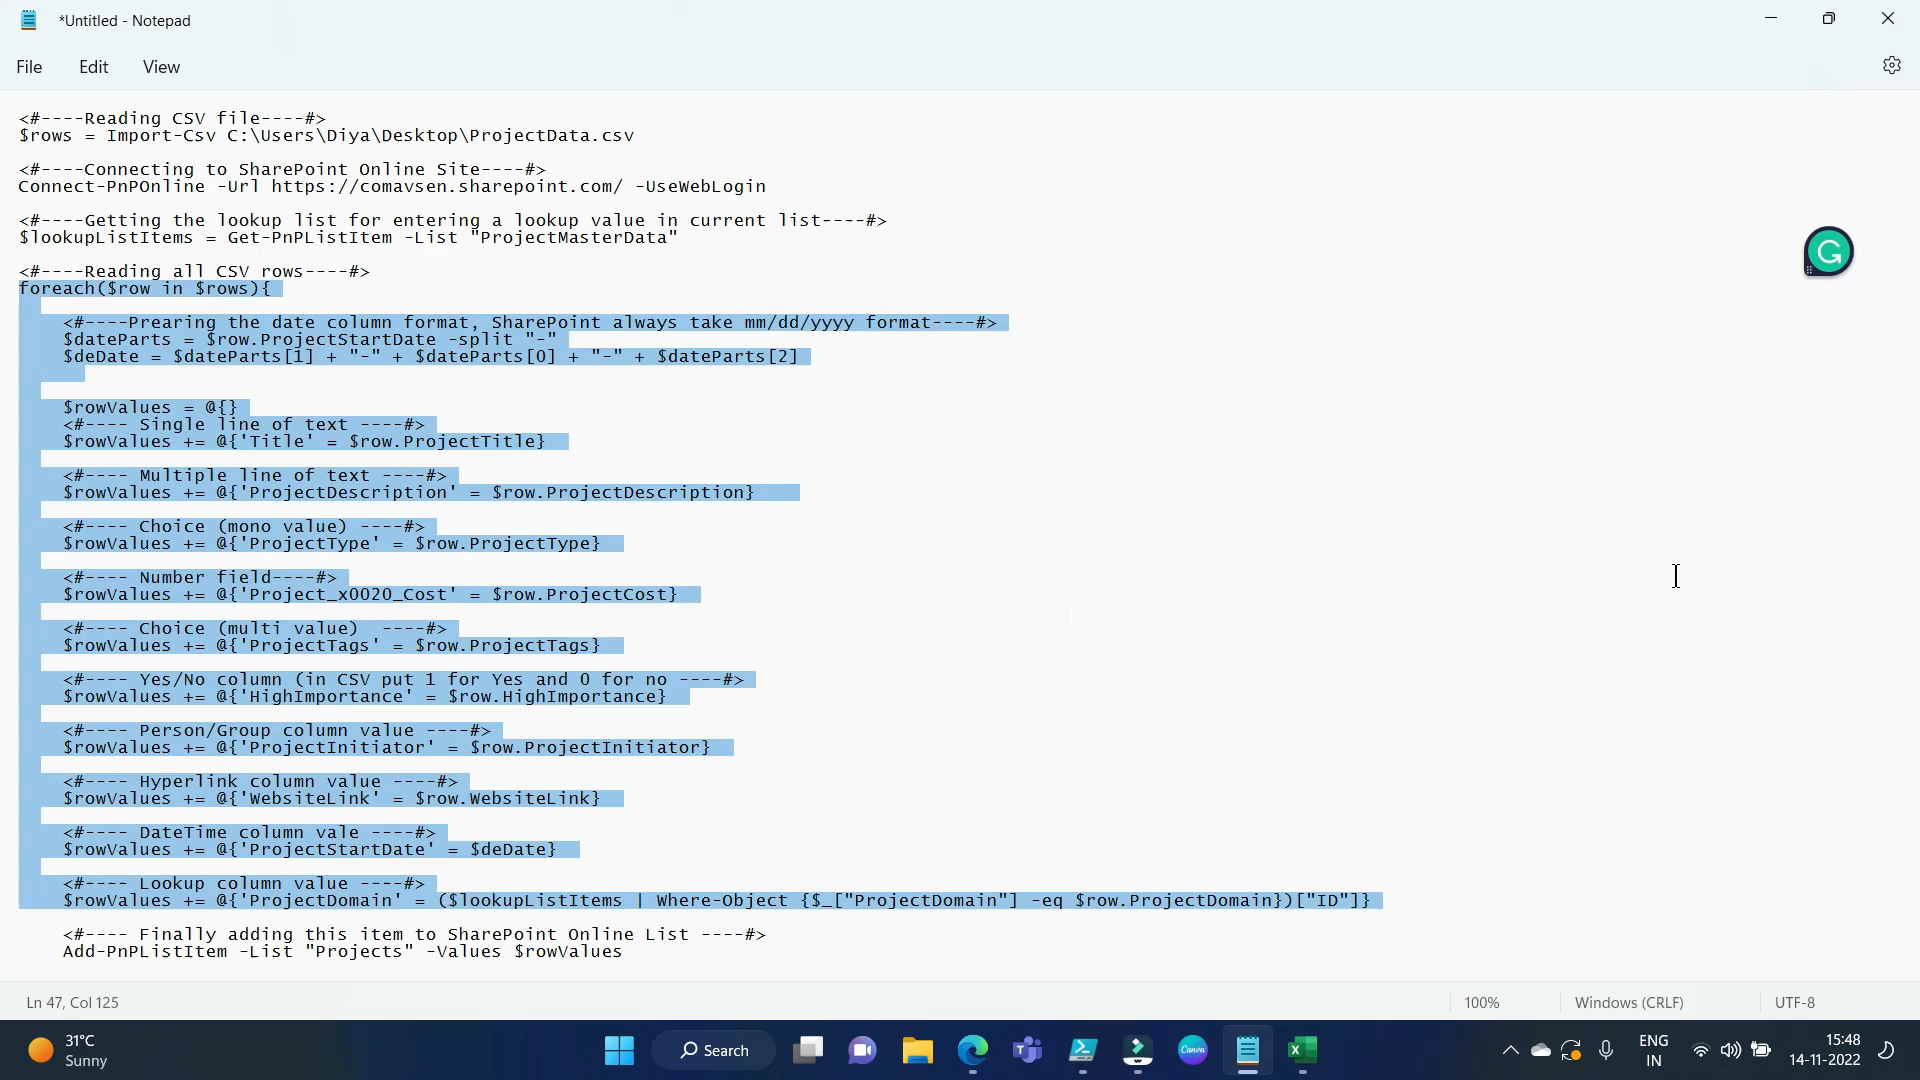 *Untitled - Notepad
File Edit View
<#----Reading CSV file----#>
$rows = Import-Csv C:\Users\Diya\Desktop\ProjectData.csv
<#----Connecting to SharePoint Online Site----#>
Connect-PnPOnline -Url https://comavsen.sharepoint.com/ -UseWebLogin
<#----Getting the lookup list for entering a lookup value in current list----#>
$lookupListItems = Get-PnPListItem -List "ProjectMasterData"
<#----Reading all CSV rows----#>
foreach($row in $rows){
<#----Prearing the date column format, SharePoint always take mm/dd/yyyy format----#>
$dateParts = $row.ProjectStartDate -split "-"
$deDate = $dateParts[1] + "-" + $dateParts[0] + "-" + $dateParts[2]
$rowValues = @{}
<#---- Single line of text ----#>
$rowValues += @{'Title' = $row.ProjectTitle}
<#---- Multiple line of text ----#>
$rowValues += @{'ProjectDescription' = $row.ProjectDescription}
<#---- Choice (mono value) ----#>
$rowValues += @{'ProjectType' = $row.ProjectType}
<#---- Number field----#>
$rowValues += @{'Project_x0020_Cost' = $row.ProjectCost}
<#---- Choice (multi value)  ----#>
$rowValues += @{'ProjectTags' = $row.ProjectTags}
<#---- Yes/No column (in CSV put 1 for Yes and 0 for no ----#>
$rowValues += @{'HighImportance' = $row.HighImportance}
<#---- Person/Group column value ----#>
$rowValues += @{'ProjectInitiator' = $row.ProjectInitiator}
<#---- Hyperlink column value ----#>
$rowValues += @{'WebsiteLink' = $row.WebsiteLink}
<#---- DateTime column vale ----#>
$rowValues += @{'ProjectStartDate' = $deDate}
<#---- Lookup column value ----#>
$rowValues += @{'ProjectDomain' = ($lookupListItems | Where-Object {$_["ProjectDomain"] -eq $row.ProjectDomain})["ID"]}
<#---- Finally adding this item to SharePoint Online List ----#>
Add-PnPListItem -List "Projects" -Values $rowValues
Ln 47, Col 125 100% Windows (CRLF) UTF-8
31°C
Sunny
Search
Canva
ENG
IN
15:48
14-11-2022